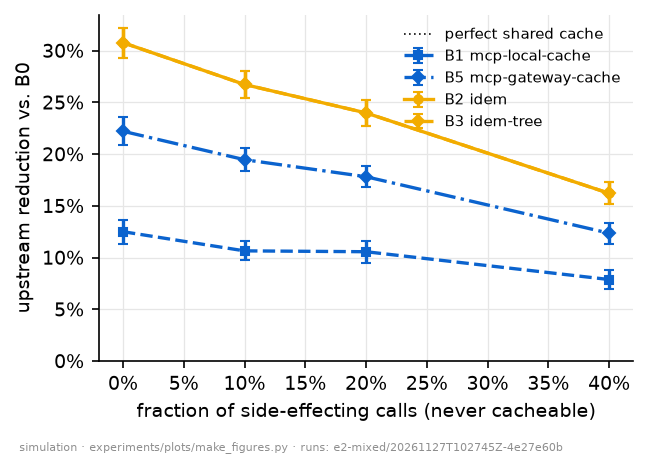 perfect shared cache
B1 mcp-local-cache
B5 mcp-gateway-cache
B2 idem
B3 idem-tree
upstream reduction vs. B0
30%
25%
20%
15%
10%
5%
0%
0% 5% 10% 15% 20% 25% 30% 35% 40%
fraction of side-effecting calls (never cacheable)
simulation · experiments/plots/make_figures.py · runs: e2-mixed/20261127T102745Z-4e27e60b